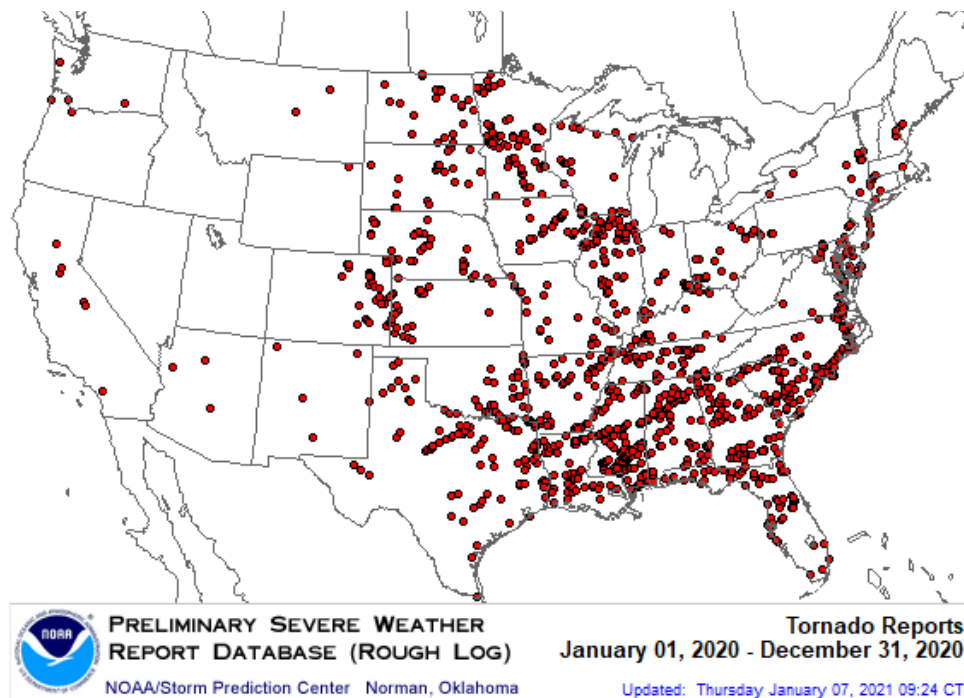 NOAA
PRELIMINARY SEVERE WEATHER
REPORT DATABASE (ROUGH LOG)
NOAA/Storm Prediction Center Norman, Oklahoma
Tornado Reports
January 01, 2020 - December 31, 2020
Updated: Thursday January 07, 2021 09:24 CT